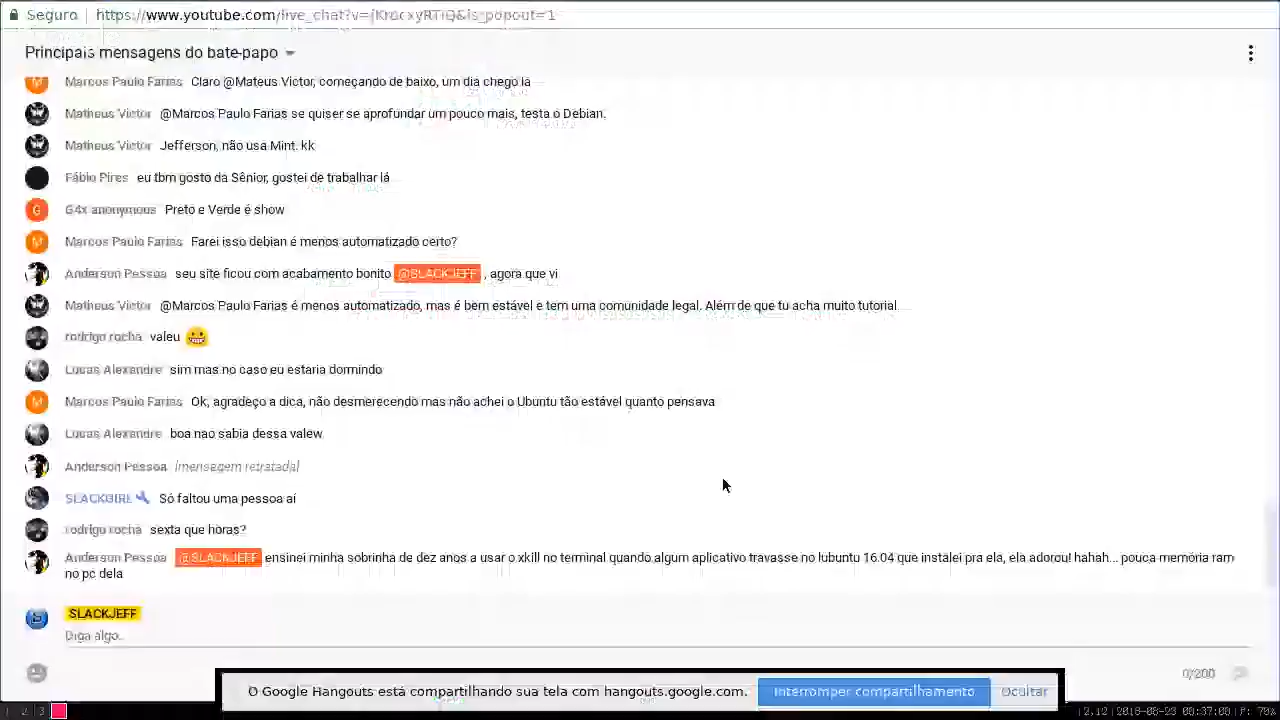 Seguro https://www.youtube.com/live_chat?
Principais mensagens do bate-papo
M Marcos Paulo Farias Claro @Mateus Victor, começando de baixo, um dia chego lá
Matheus Victor @Marcos Paulo Farias se quiser se aprofundar um pouco mais, testa o Debian.
Matheus Victor Jefferson, não usa Mint. kk
Fábio Pires eu tbm gosto da Sênior, gostei de trabalhar lá
G G4x anonymous Preto e Verde é show
M Marcos Paulo Farias Farei isso debian é menos automatizado certo?
Anderson Pessoa seu site ficou com acabamento bonito @SLACKJEFF , agora que vi
Matheus Victor @Marcos Paulo Farias é menos automatizado, mas é bem estável e tem uma comunidade legal. Além de que tu acha muito tutorial.
rodrigo rocha valeu
Lucas Alexandre sim mas no caso eu estaria dormindo
M Marcos Paulo Farias Ok, agradeço a dica, não desmerecendo mas não achei o Ubuntu tão estável quanto pensava
Lucas Alexandre boa nao sabia dessa valew
Anderson Pessoa [mensagem retratada]
Só faltou uma pessoa aí
rodrigo rocha sexta que horas?
Anderson Pessoa @SLACKJEFF ensinei minha sobrinha de dez anos a usar o xkill no terminal quando algum aplicativo travasse no lubuntu 16.04 que instalei pra ela, ela adorou! hahah... pouca memória ram
no pc dela
SLACKJEFF
Diga algo...
0/200
O Google Hangouts está compartilhando sua tela com hangouts.google.com. Interromper compartilhamento Ocultar
2 3